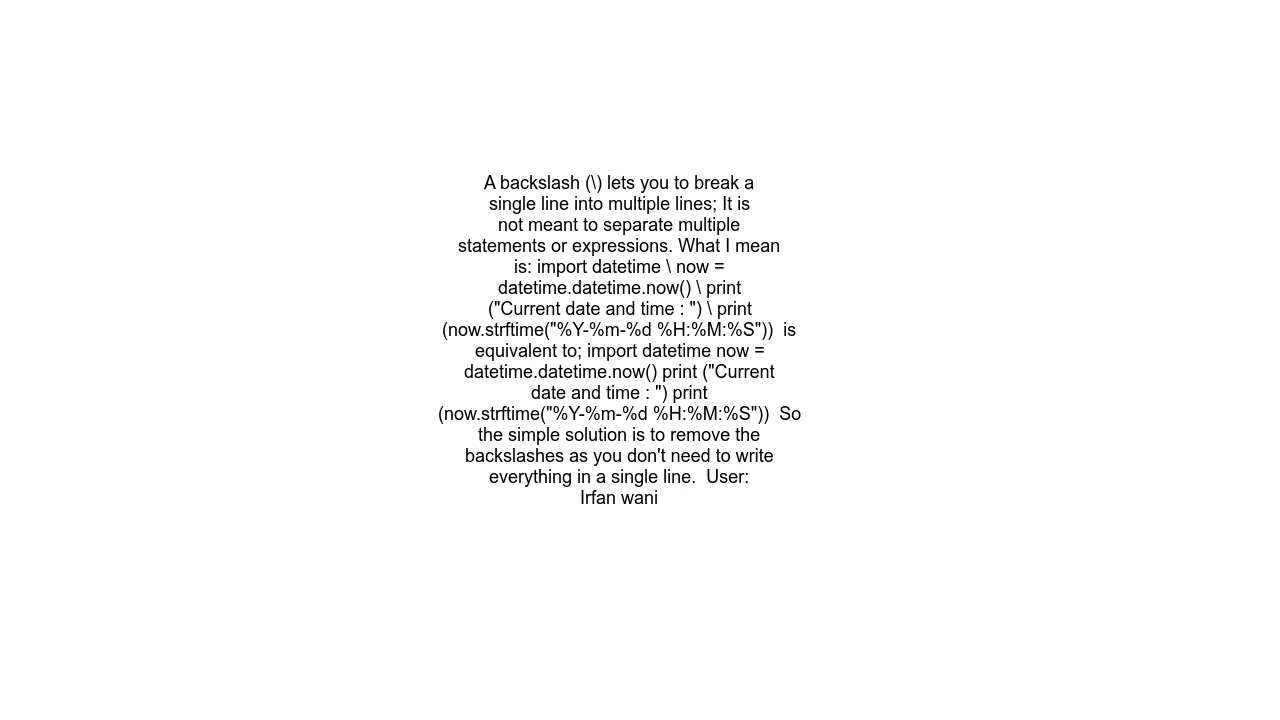 A backslash (\) lets you to break a
single line into multiple lines; It is
not meant to separate multiple
statements or expressions. What I mean
is: import datetime \ now =
datetime.datetime.now() \ print
("Current date and time : ") \ print
(now.strftime("%Y-%m-%d %H:%M:%S"))  is
equivalent to; import datetime now =
datetime.datetime.now() print ("Current
date and time : ") print
(now.strftime("%Y-%m-%d %H:%M:%S"))  So
the simple solution is to remove the
backslashes as you don't need to write
everything in a single line.  User:
Irfan wani